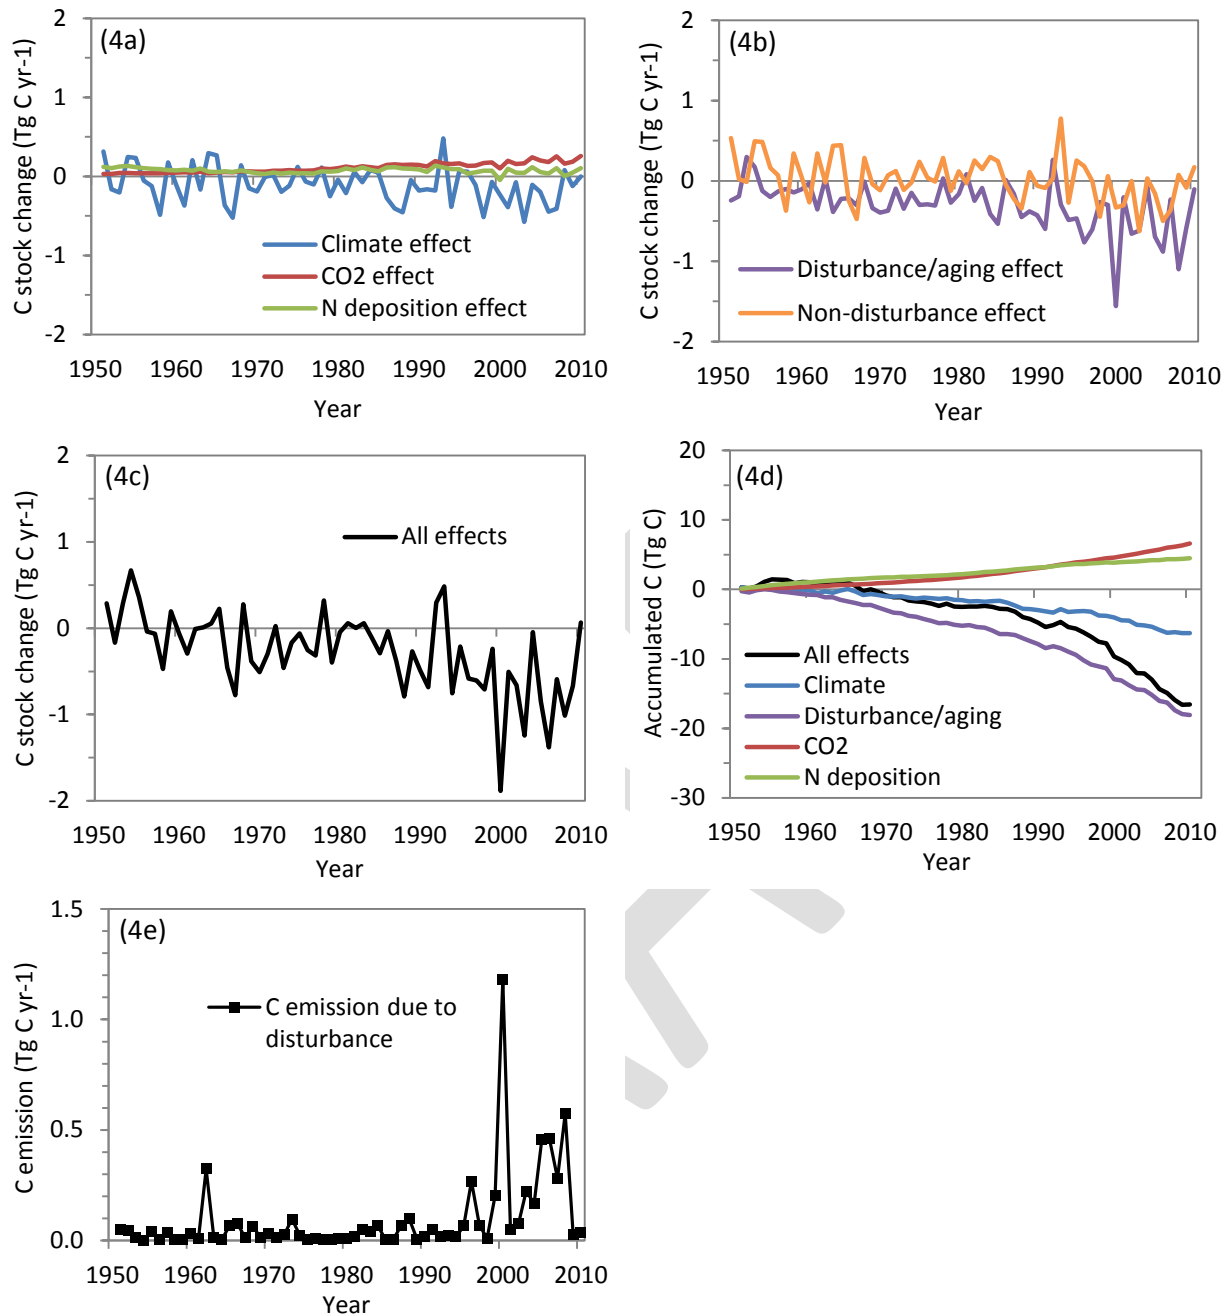 (4a)
C stock change (Tg C yr-1)
2
1
0
-1
-2
Climate effect
CO2 effect
N deposition effect
1950 1960 1970 1980 1990 2000 2010
Year
(4b)
C stock change (Tg C yr-1)
2
1
0
-1
-2
Disturbance/aging effect
Non-disturbance effect
1950 1960 1970 1980 1990 2000 2010
Year
(4c)
C stock change (Tg C yr-1)
2
1
0
-1
-2
All effects
1950 1960 1970 1980 1990 2000 2010
Year
(4d)
Accumulated C (Tg C)
20
10
0
-10
-20
-30
All effects
Climate
Disturbance/aging
CO2
N deposition
1950 1960 1970 1980 1990 2000 2010
Year
(4e)
C emission (Tg C yr-1)
1.5
1.0
0.5
0.0
C emission due to
disturbance
1950 1960 1970 1980 1990 2000 2010
Year